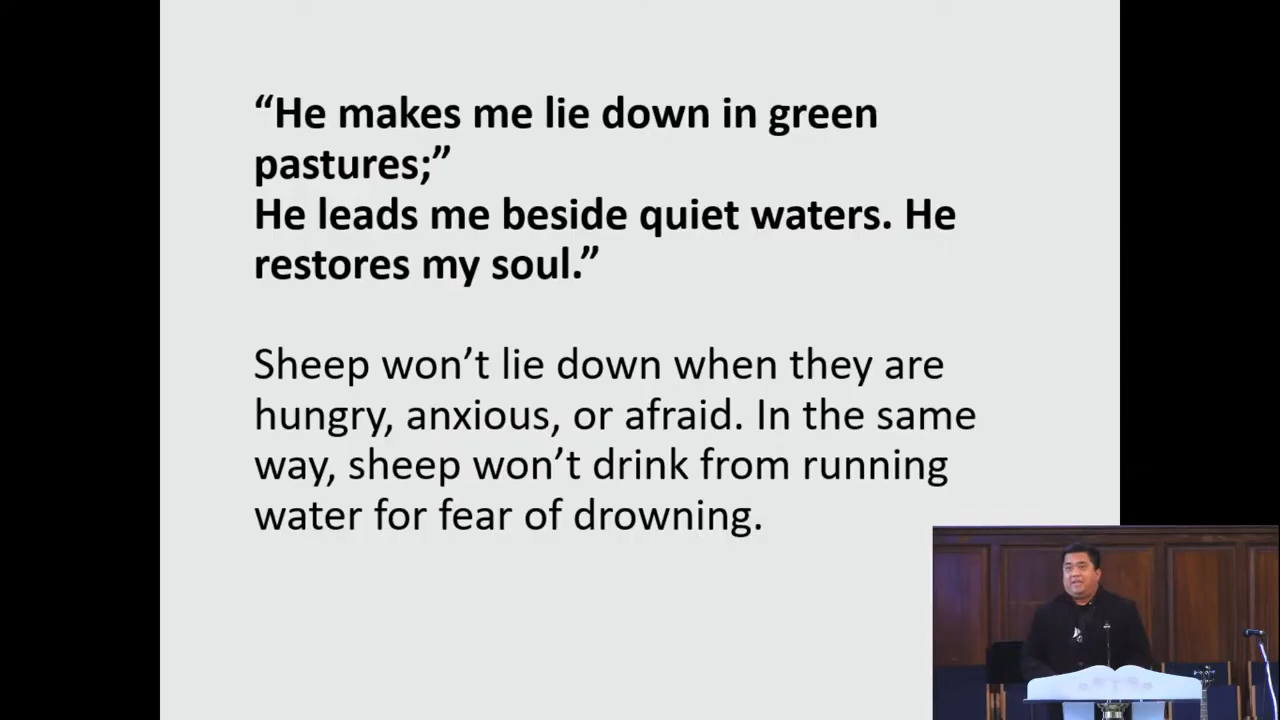 “He makes me lie down in green
pastures;”
He leads me beside quiet waters. He
restores my soul.”
Sheep won’t lie down when they are
hungry, anxious, or afraid. In the same
way, sheep won’t drink from running
water for fear of drowning.